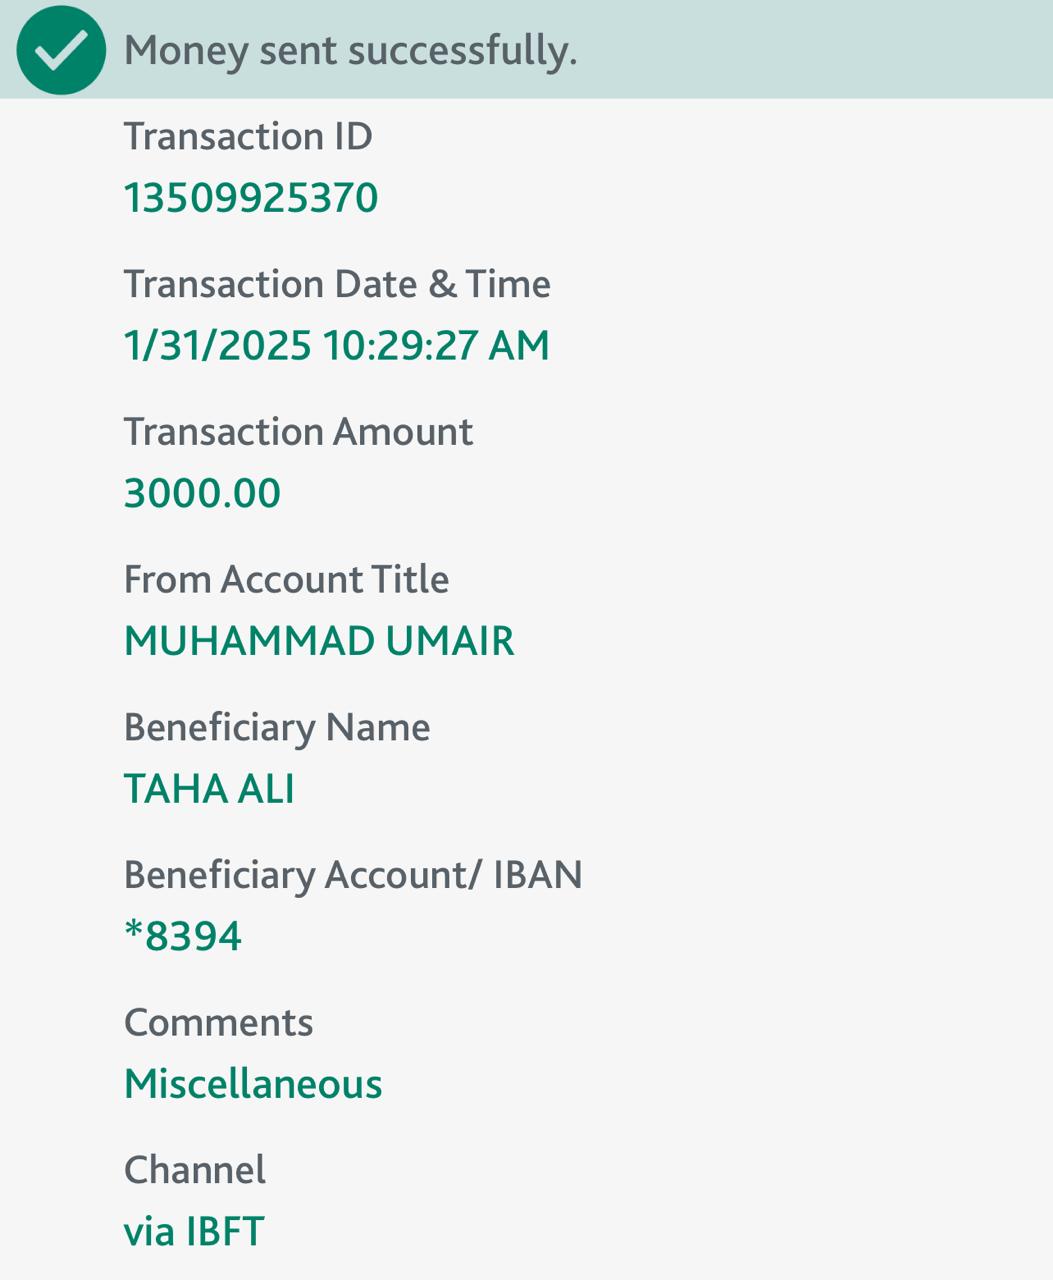 Money sent successfully.
Transaction ID
13509925370
Transaction Date & Time
1/31/2025 10:29:27 AM
Transaction Amount
3000.00
From Account Title
MUHAMMAD UMAIR
Beneficiary Name
TAHA ALI
Beneficiary Account/ IBAN
*8394
Comments
Miscellaneous
Channel
via IBFT